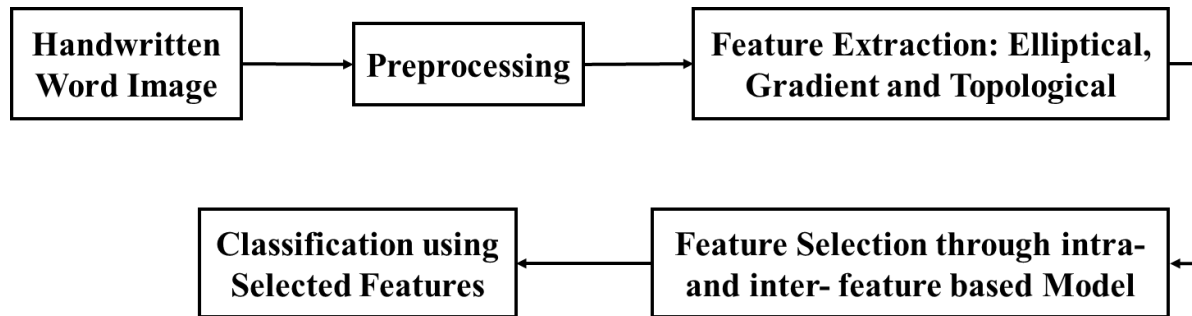 Handwritten
Word Image
Preprocessing
Feature Extraction: Elliptical,
Gradient and Topological
Feature Selection through intra-
and inter- feature based Model
Classification using
Selected Features